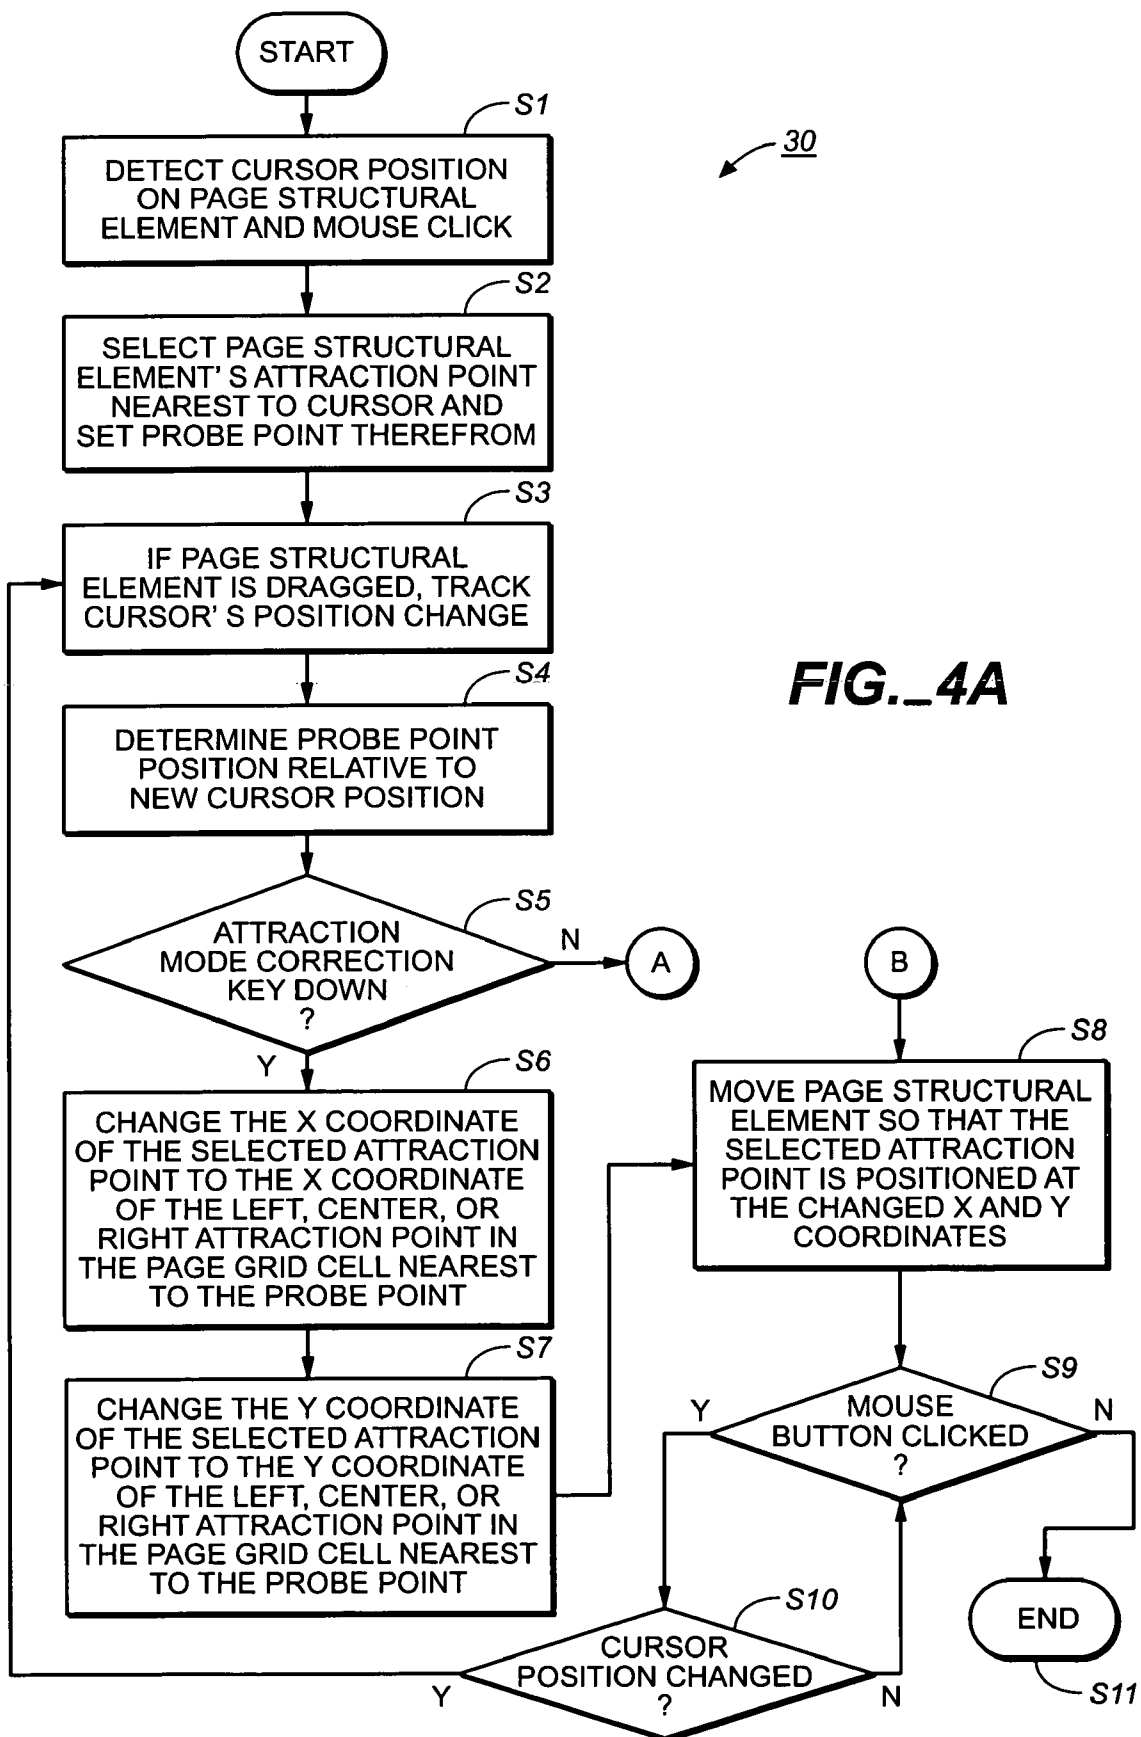 START
S1
DETECT CURSOR POSITION
ON PAGE STRUCTURAL
ELEMENT AND MOUSE CLICK
30
S2
SELECT PAGE STRUCTURAL
ELEMENT' S ATTRACTION POINT
NEAREST TO CURSOR AND
SET PROBE POINT THEREFROM
S3
IF PAGE STRUCTURAL
ELEMENT IS DRAGGED, TRACK
CURSOR' S POSITION CHANGE
S4
DETERMINE PROBE POINT
POSITION RELATIVE TO
NEW CURSOR POSITION
FIG._4A
S5
ATTRACTION
MODE CORRECTION
KEY DOWN
?
N
A
Y
S6
CHANGE THE X COORDINATE
OF THE SELECTED ATTRACTION
POINT TO THE X COORDINATE
OF THE LEFT, CENTER, OR
RIGHT ATTRACTION POINT IN
THE PAGE GRID CELL NEAREST
TO THE PROBE POINT
S7
CHANGE THE Y COORDINATE
OF THE SELECTED ATTRACTION
POINT TO THE Y COORDINATE
OF THE LEFT, CENTER, OR
RIGHT ATTRACTION POINT IN
THE PAGE GRID CELL NEAREST
TO THE PROBE POINT
B
S8
MOVE PAGE STRUCTURAL
ELEMENT SO THAT THE
SELECTED ATTRACTION
POINT IS POSITIONED AT
THE CHANGED X AND Y
COORDINATES
S9
Y
MOUSE
BUTTON CLICKED
?
N
S10
CURSOR
POSITION CHANGED
?
Y
N
END
S11